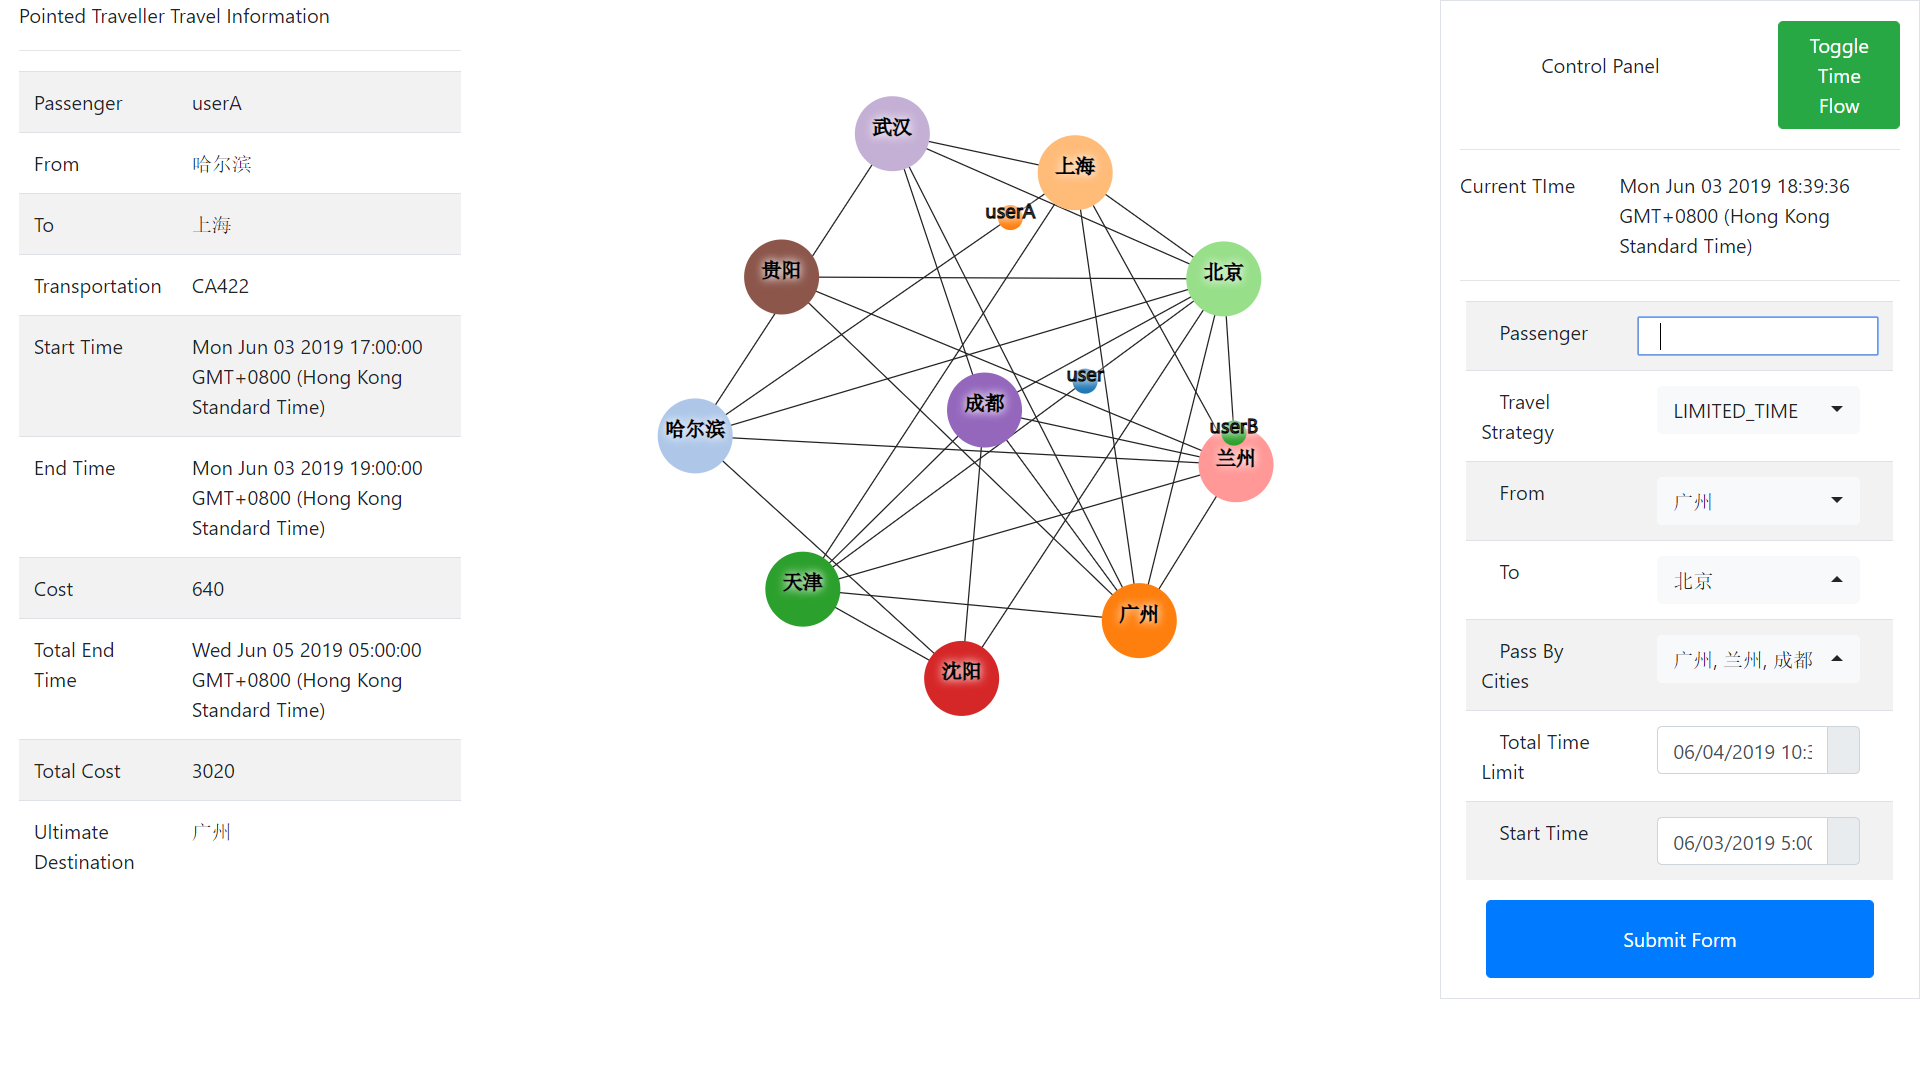 Pointed Traveller Travel Information
Passenger userA
From 哈尔滨
To 上海
Transportation CA422
Start Time Mon Jun 03 2019 17:00:00
GMT+0800 (Hong Kong
Standard Time)
End Time Mon Jun 03 2019 19:00:00
GMT+0800 (Hong Kong
Standard Time)
Cost 640
Total End Wed Jun 05 2019 05:00:00
Time GMT+0800 (Hong Kong
Standard Time)
Total Cost 3020
Ultimate 广州
Destination
武汉
上海
userA
贵阳
北京
user
成都
哈尔滨
userB
兰州
天津
广州
沈阳
Control Panel
Toggle
Time
Flow
Current TIme Mon Jun 03 2019 18:39:36
GMT+0800 (Hong Kong
Standard Time)
Passenger
Travel LIMITED_TIME
Strategy
From 广州
To 北京
Pass By 广州, 兰州, 成都
Cities
Total Time 06/04/2019 10:3
Limit
Start Time 06/03/2019 5:00
Submit Form